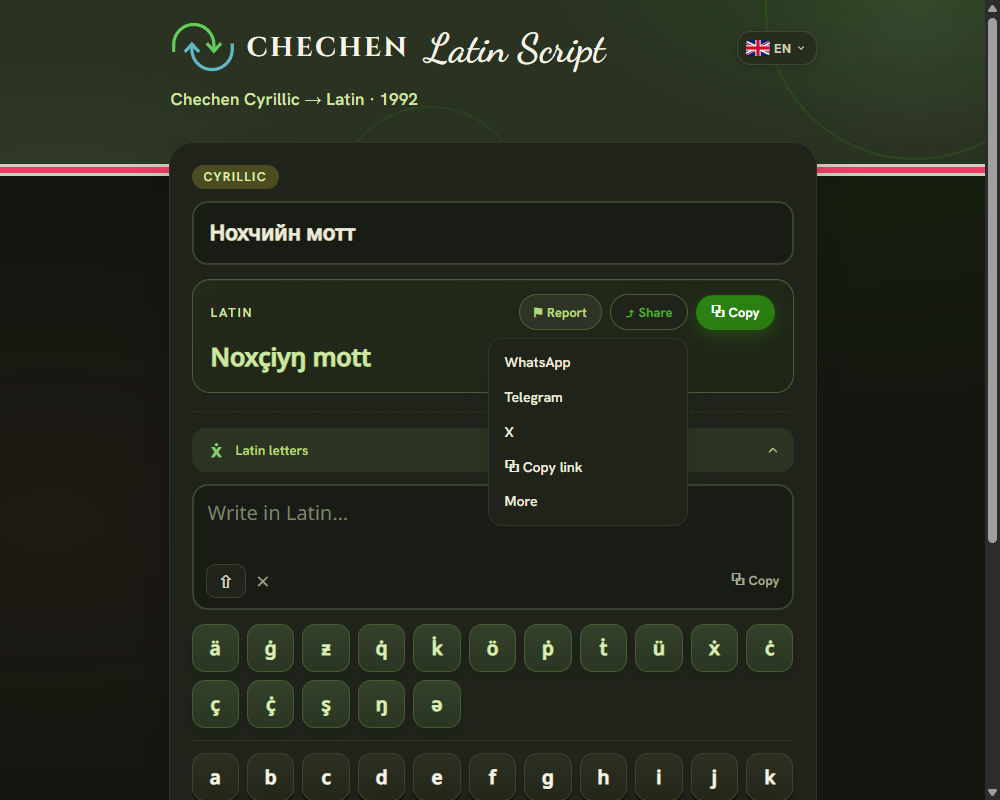 CHECHEN Latin Script
EN
Chechen Cyrillic → Latin · 1992
CYRILLIC
Нохчийн мотт
LATIN
Report
Share
Copy
Noxçiyŋ mott
WhatsApp
Telegram
X
Copy link
More
ẋ Latin letters
Write in Latin...
⇧ ×
Copy
ä ġ ƶ q̇ k̇ ö ṗ ṫ ü ẋ ċ
ç ç̇ ş ŋ ə
a b c d e f g h i j k